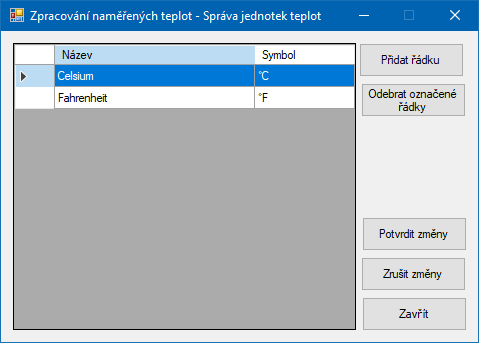 Zpracování naměřených teplot - Správa jednotek teplot
Název Symbol
Celsium °C
Fahrenheit °F
Přidat řádku
Odebrat označené
řádky
Potvrdit změny
Zrušit změny
Zavřít